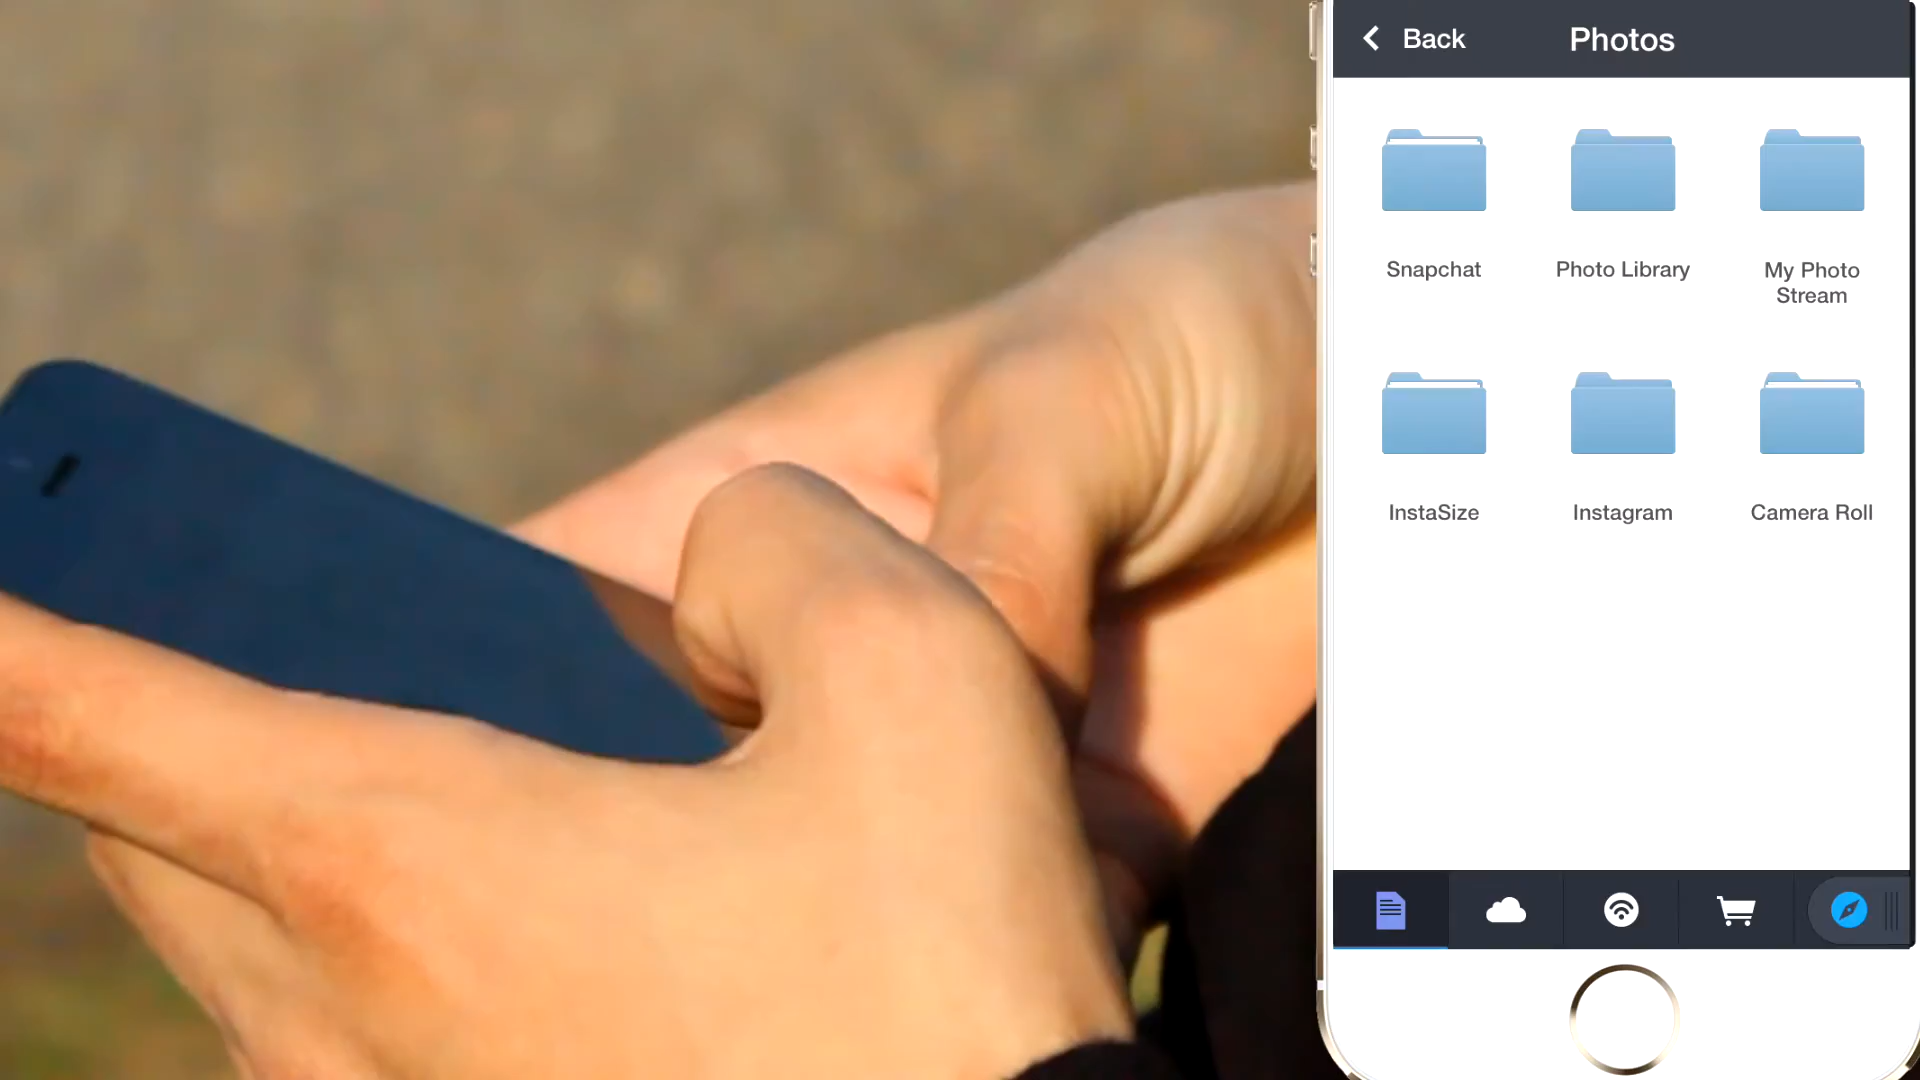 Back
Photos
Snapchat
Photo Library
My Photo
Stream
InstaSize
Instagram
Camera Roll